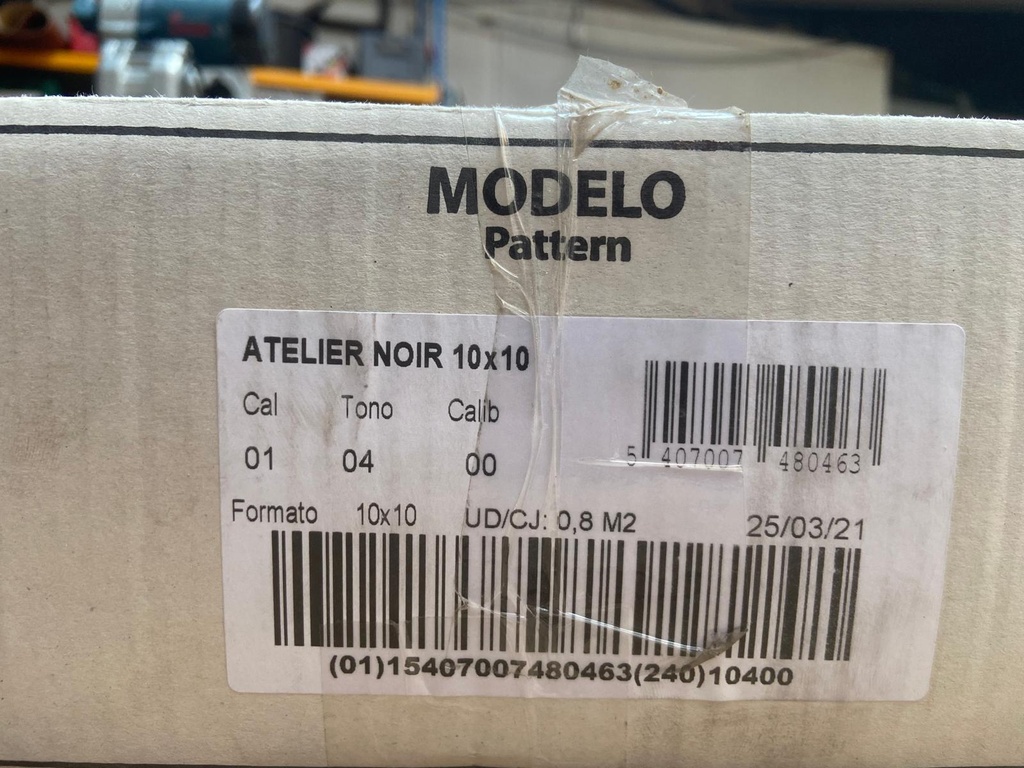 MODELO
Pattern
ATELIER NOIR 10x10
Cal Tono Calib
01 04 00
5 407007 480463
Formato 10x10 UD/CJ: 0,8 M2 25/03/21
(01)15407007480463(240)10400